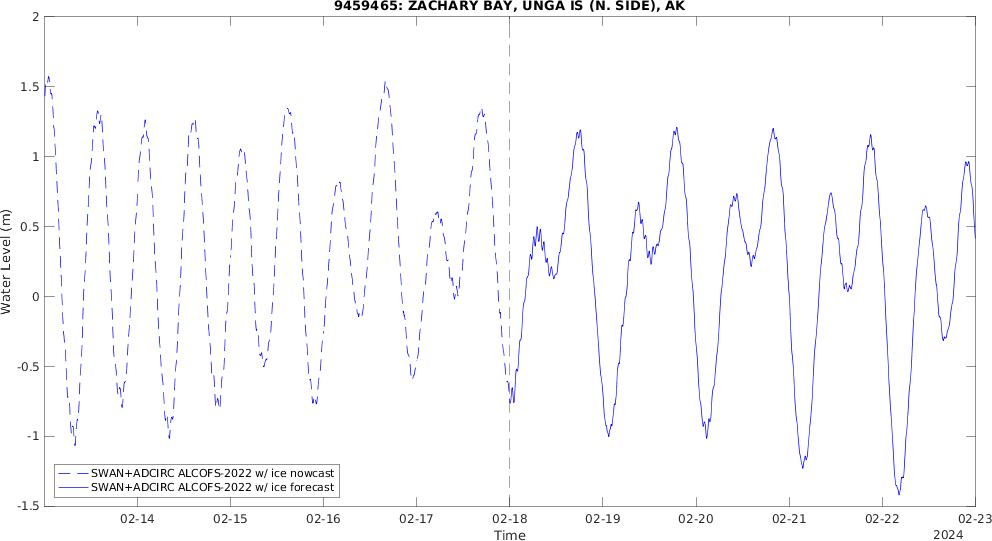 9459465: ZACHARY BAY, UNGA IS (N. SIDE), AK
2
1.5
1
0.5
0
-0.5
-1
-1.5
Water Level (m)
SWAN+ADCIRC ALCOFS-2022 w/ ice nowcast
SWAN+ADCIRC ALCOFS-2022 w/ ice forecast
02-14 02-15 02-16 02-17 02-18 02-19 02-20 02-21 02-22 02-23
Time
2024